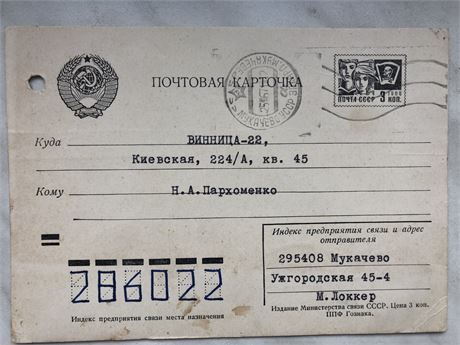 ПОЧТОВАЯ КАРТОЧКА
ПОЧТА СССР 3 КОП.
Куда
ВИННИЦА-22,
Киевская, 224/А, кв. 45
Кому
Н.А.Пархоменко
Индекс предприятия связи и адрес
отправителя
295408 Мукачево
Ужгородская 45-4
М.Локкер
286022
Индекс предприятия связи места назначения
Издание Министерства связи СССР. Цена 3 коп.
ППФ Гознака.